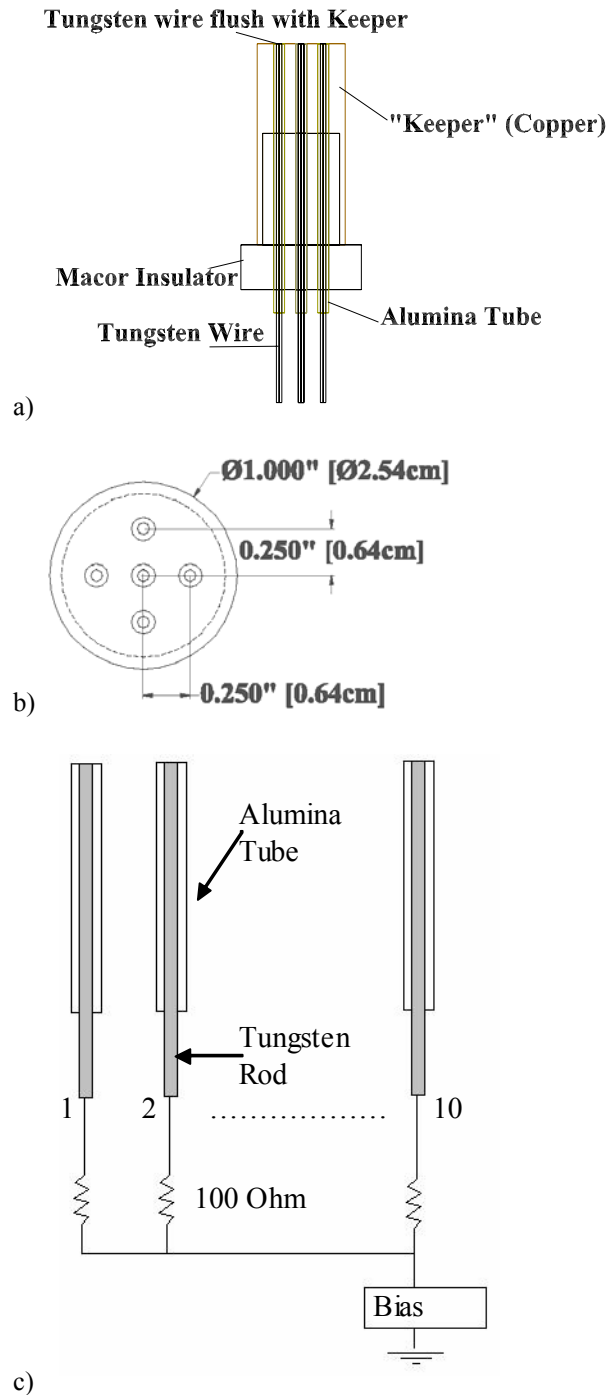 Tungsten wire flush with Keeper
"Keeper" (Copper)
Macor Insulator
Alumina Tube
Tungsten Wire
a)
Ø1.000" [Ø2.54cm]
0.250" [0.64cm]
0.250" [0.64cm]
b)
Alumina
Tube
Tungsten
Rod
1 2 .................. 10
100 Ohm
Bias
c)